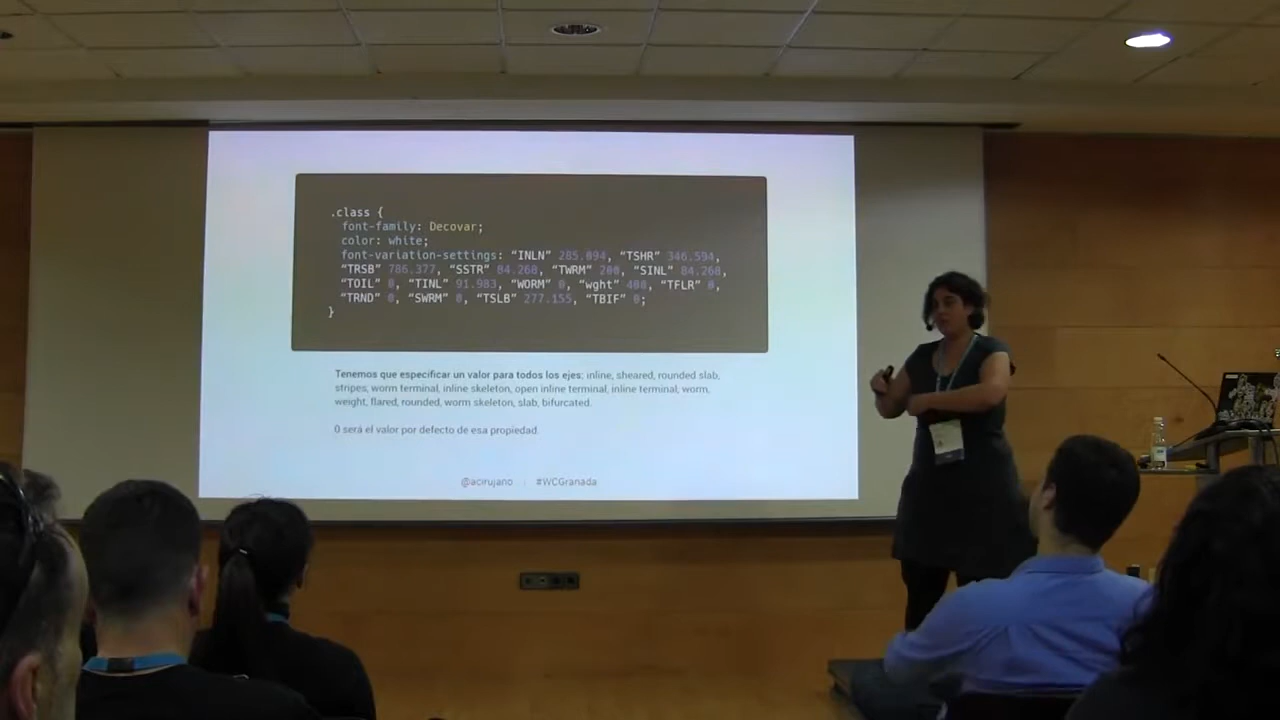 .class {
font-family: Decovar;
color: white;
font-variation-settings: “INLN” 285.094, “TSHR” 346.594,
“TRSB” 786.377, “SSTR” 84.268, “TWRM” 200, “SINL” 84.268,
“TOIL” 0, “TINL” 91.983, “WORM” 0, “wght” 400, “TFLR” 0,
“TRND” 0, “SWRM” 0, “TSLB” 277.155, “TBIF” 0;
}
Tenemos que especificar un valor para todos los ejes: inline, sheared, rounded slab,
stripes, worm terminal, inline skeleton, open inline terminal, inline terminal, worm,
weight, flared, rounded, worm skeleton, slab, bifurcated.
0 será el valor por defecto de esa propiedad.
@acirujano | #WCGranada